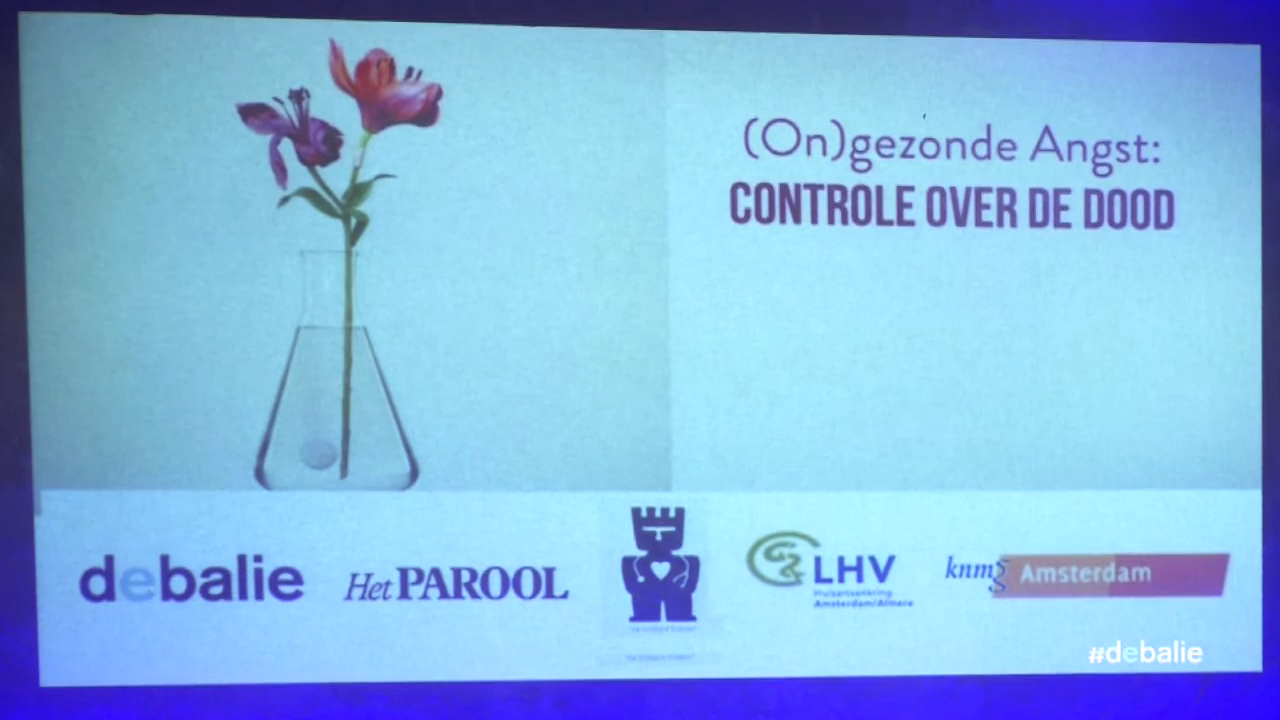 (On)gezonde Angst:
CONTROLE OVER DE DOOD
debalie
Het PAROOL
LHV
Huisartsenkring
Amsterdam/Almere
knmg Amsterdam
#debalie